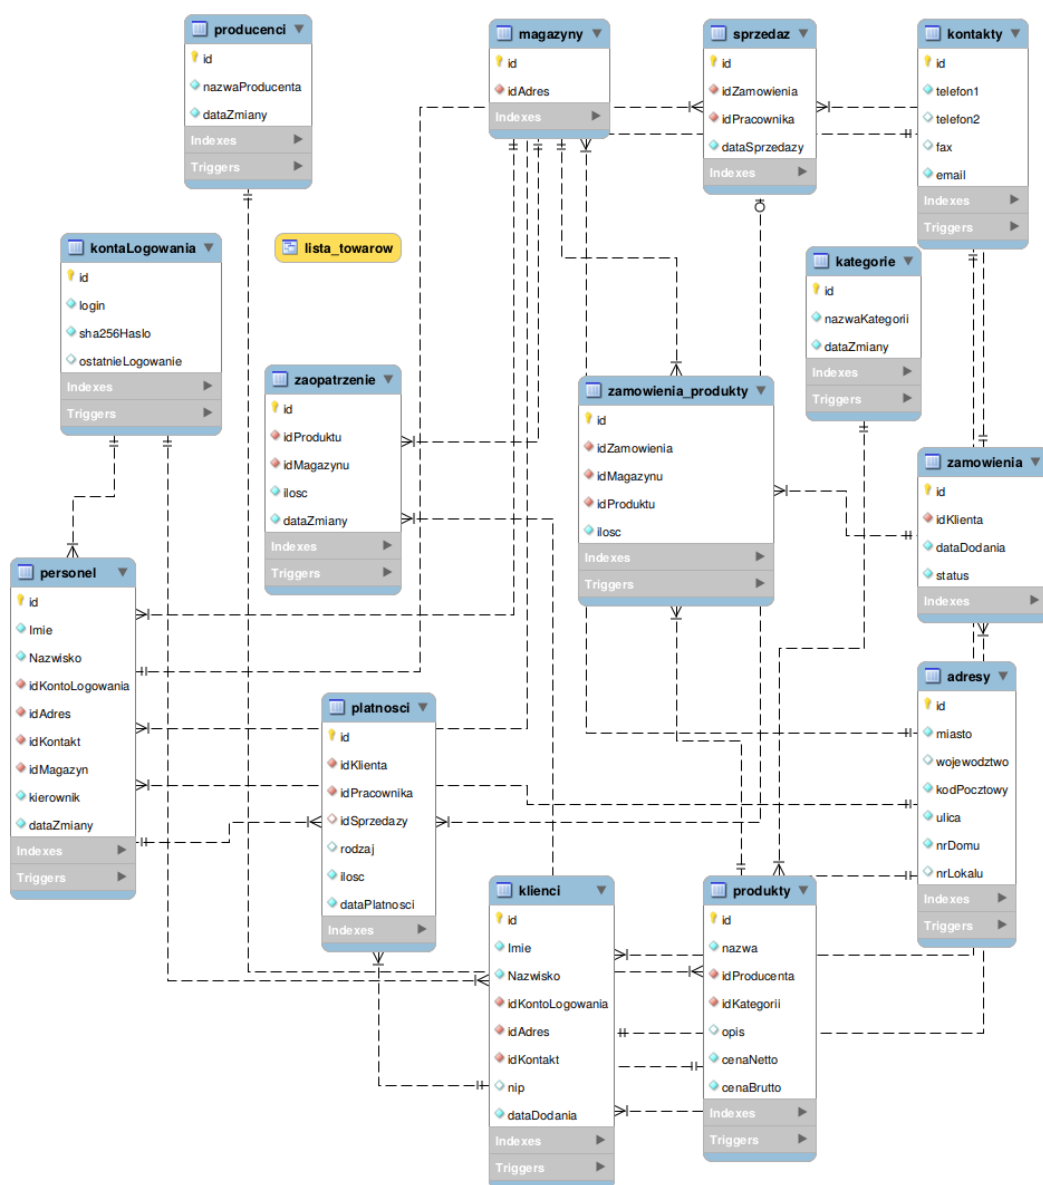 producenci
id
nazwaProducenta
dataZmiany
Indexes
Triggers
magazyny
id
idAdres
Indexes
sprzedaz
id
idZamowienia
idPracownika
dataSprzedazy
Indexes
kontakty
id
telefon1
telefon2
fax
email
Indexes
Triggers
kontaLogowania
id
login
sha256Haslo
ostatnieLogowanie
Indexes
Triggers
lista_towarow
kategorie
id
nazwaKategorii
dataZmiany
Indexes
Triggers
zaopatrzenie
id
idProduktu
idMagazynu
ilosc
dataZmiany
Indexes
Triggers
zamowienia_produkty
id
idZamowienia
idMagazynu
idProduktu
ilosc
Indexes
Triggers
zamowienia
id
idKlienta
dataDodania
status
Indexes
personel
id
Imie
Nazwisko
idKontoLogowania
idAdres
idKontakt
idMagazyn
kierownik
dataZmiany
Indexes
Triggers
platnosci
id
idKlienta
idPracownika
idSprzedazy
rodzaj
ilosc
dataPlatnosci
Indexes
adresy
id
miasto
wojewodztwo
kodPocztowy
ulica
nrDomu
nrLokalu
Indexes
Triggers
klienci
id
Imie
Nazwisko
idKontoLogowania
idAdres
idKontakt
nip
dataDodania
Indexes
Triggers
produkty
id
nazwa
idProducenta
idKategorii
opis
cenaNetto
cenaBrutto
Indexes
Triggers